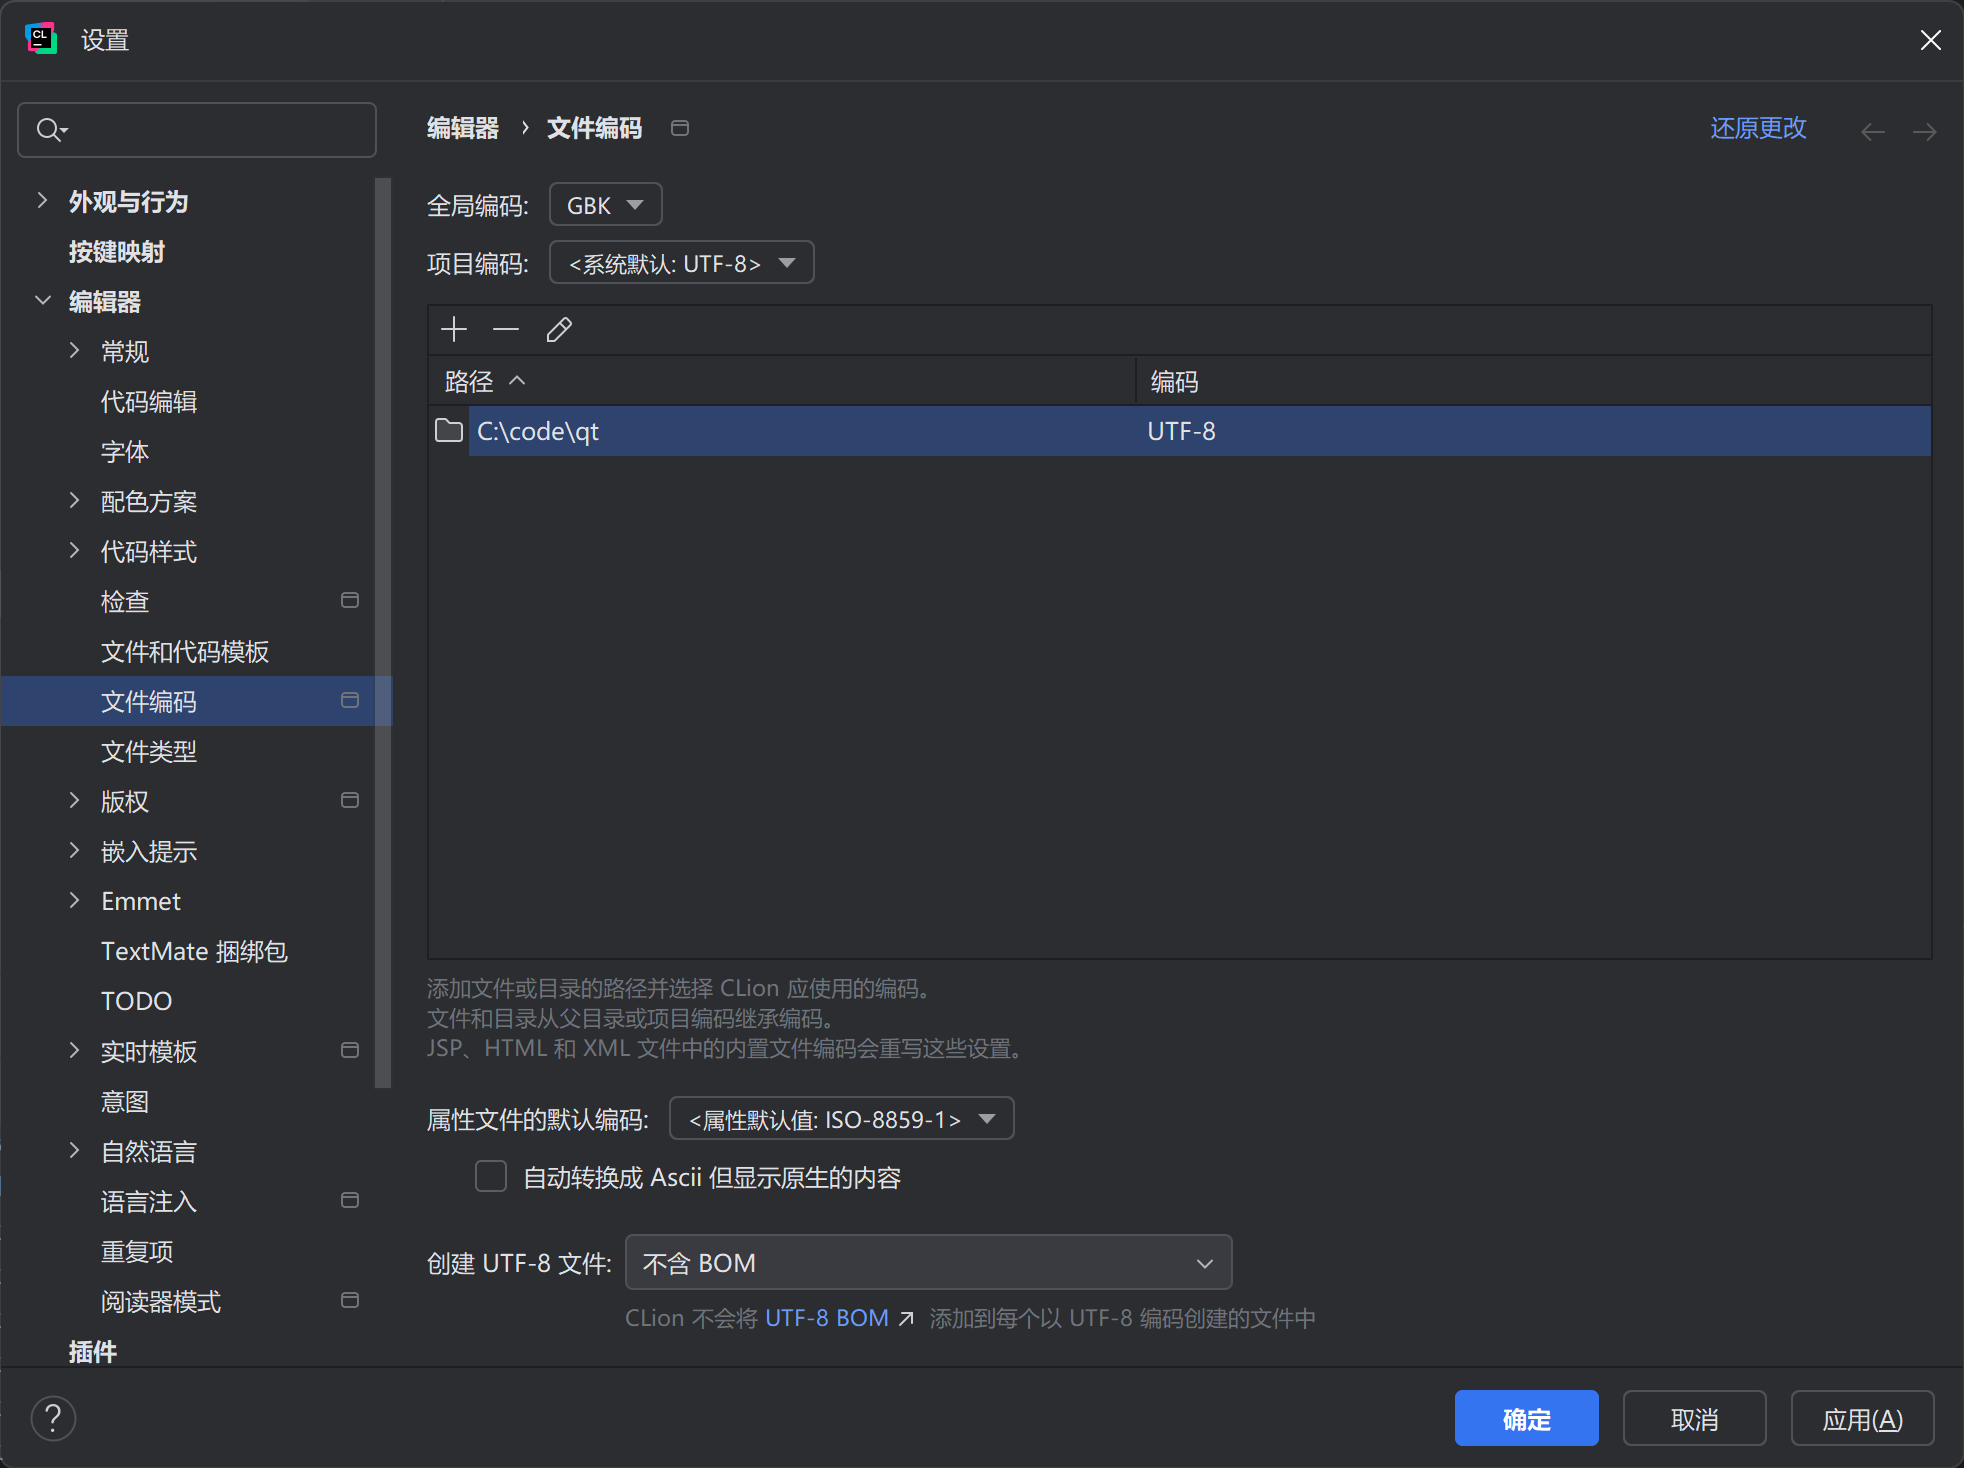 CL
设置
编辑器 › 文件编码
还原更改
外观与行为
按键映射
编辑器
常规
代码编辑
字体
配色方案
代码样式
检查
文件和代码模板
文件编码
文件类型
版权
嵌入提示
Emmet
TextMate 捆绑包
TODO
实时模板
意图
自然语言
语言注入
重复项
阅读器模式
插件
全局编码: GBK
项目编码: <系统默认: UTF-8>
路径 编码
C:\code\qt UTF-8
添加文件或目录的路径并选择 CLion 应使用的编码。
文件和目录从父目录或项目编码继承编码。
JSP、HTML 和 XML 文件中的内置文件编码会重写这些设置。
属性文件的默认编码: <属性默认值: ISO-8859-1>
自动转换成 Ascii 但显示原生的内容
创建 UTF-8 文件: 不含 BOM
CLion 不会将 UTF-8 BOM ↗ 添加到每个以 UTF-8 编码创建的文件中
?
确定 取消 应用(A)